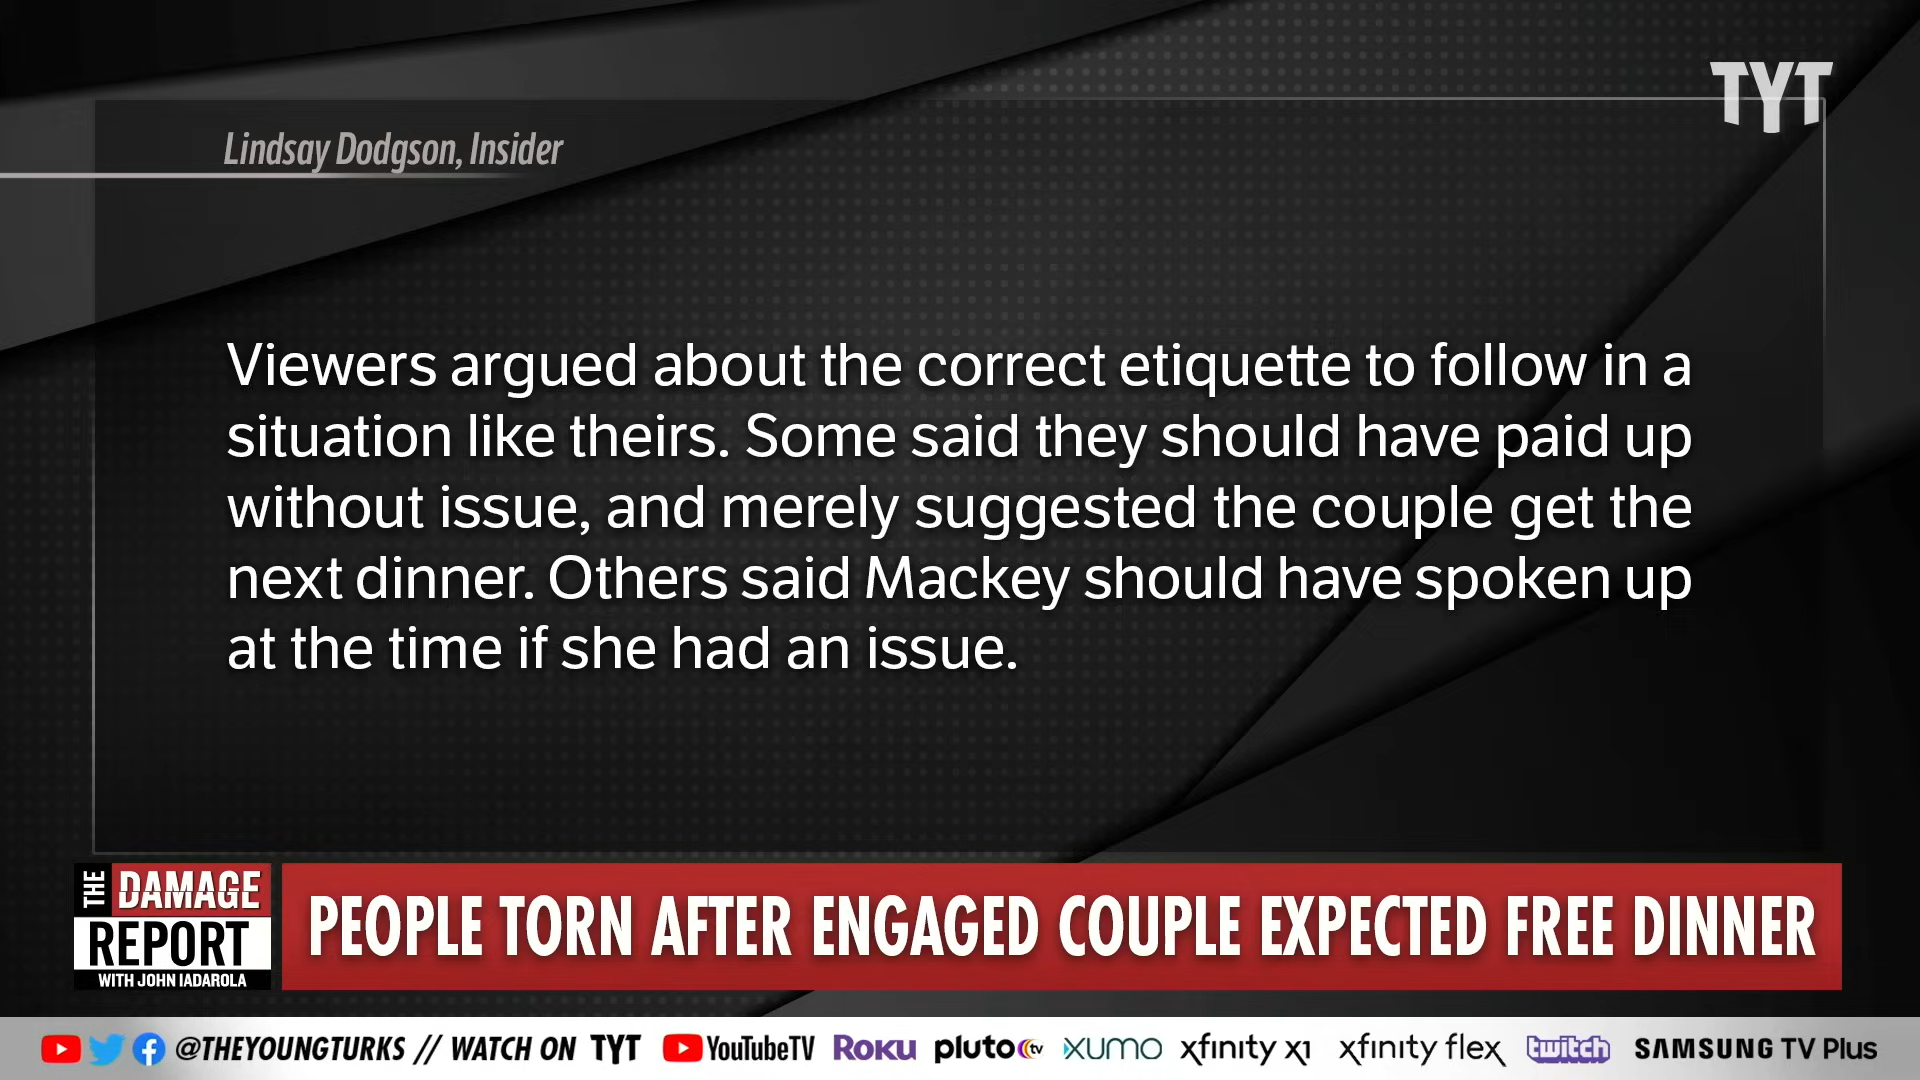 TYT
Lindsay Dodgson, Insider
Viewers argued about the correct etiquette to follow in a
situation like theirs. Some said they should have paid up
without issue, and merely suggested the couple get the
next dinner. Others said Mackey should have spoken up
at the time if she had an issue.
THE DAMAGE
REPORT
WITH JOHN IADAROLA
PEOPLE TORN AFTER ENGAGED COUPLE EXPECTED FREE DINNER
@THEYOUNGTURKS // WATCH ON TYT YouTubeTV ROKU pluto tv XUMO xfinity x1 xfinity flex twitch SAMSUNG TV Plus